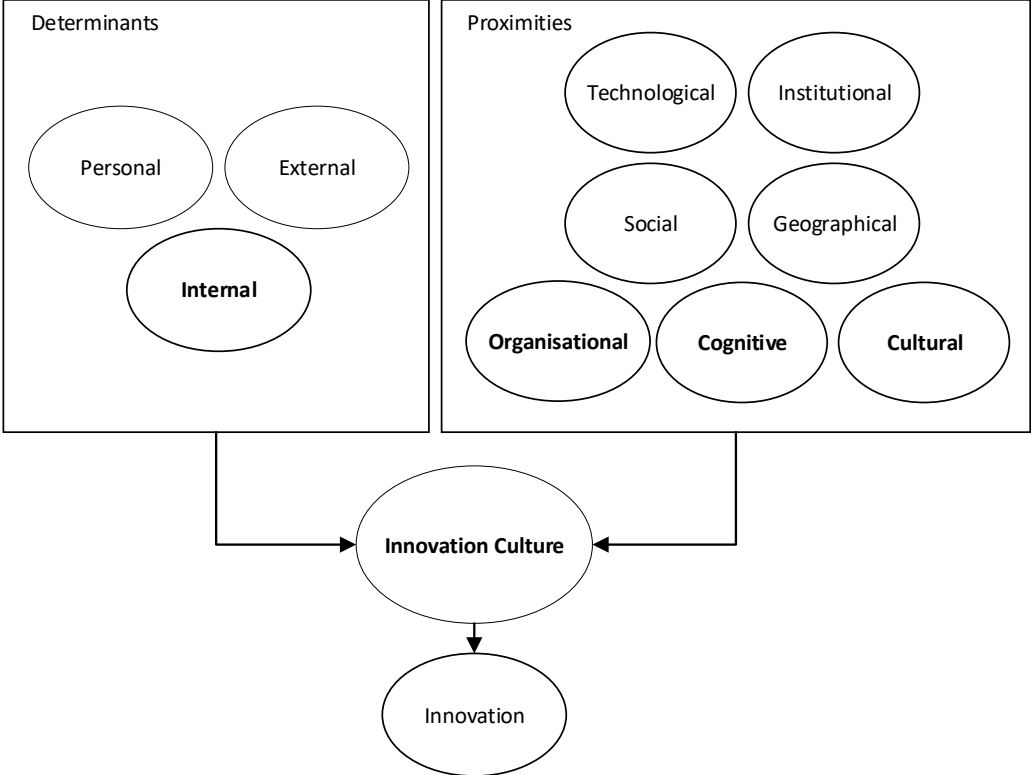 Determinants
Personal
External
Internal
Proximities
Technological
Institutional
Social
Geographical
Organisational
Cognitive
Cultural
Innovation Culture
Innovation